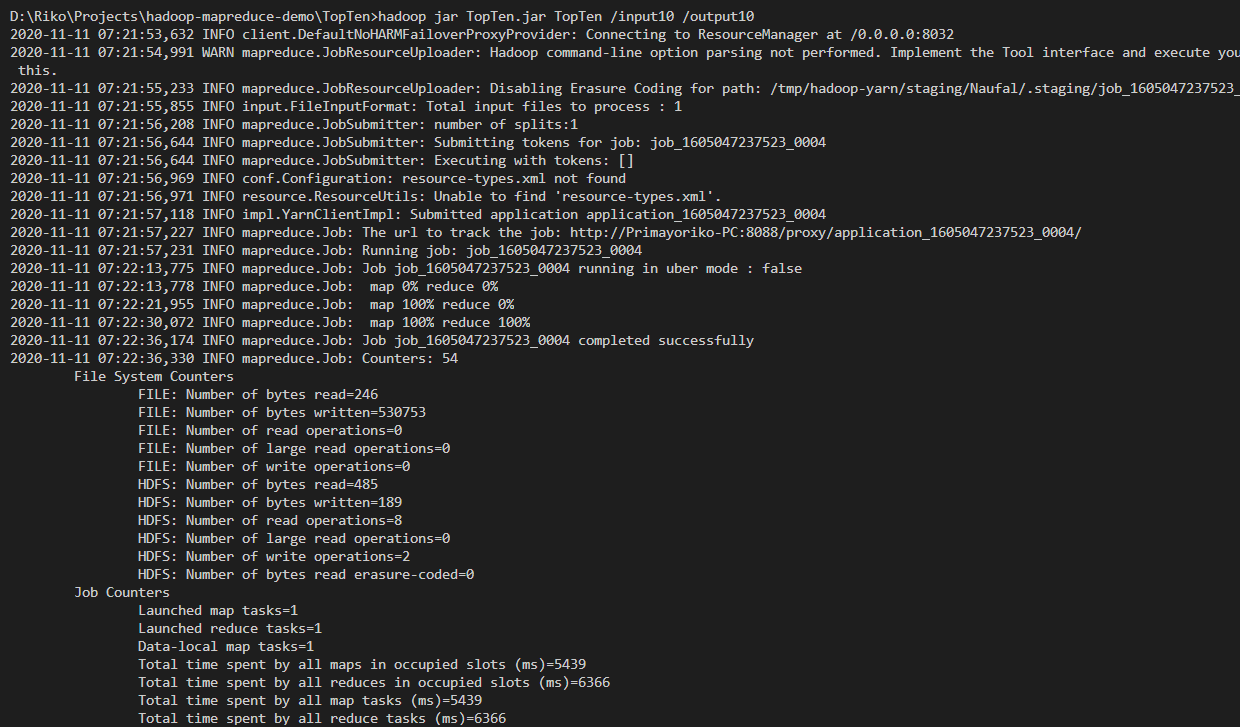 D:\Riko\Projects\hadoop-mapreduce-demo\TopTen>hadoop jar TopTen.jar TopTen /input10 /output10
2020-11-11 07:21:53,632 INFO client.DefaultNoHARMFailoverProxyProvider: Connecting to ResourceManager at /0.0.0.0:8032
2020-11-11 07:21:54,991 WARN mapreduce.JobResourceUploader: Hadoop command-line option parsing not performed. Implement the Tool interface and execute you
this.
2020-11-11 07:21:55,233 INFO mapreduce.JobResourceUploader: Disabling Erasure Coding for path: /tmp/hadoop-yarn/staging/Naufal/.staging/job_1605047237523_
2020-11-11 07:21:55,855 INFO input.FileInputFormat: Total input files to process : 1
2020-11-11 07:21:56,208 INFO mapreduce.JobSubmitter: number of splits:1
2020-11-11 07:21:56,644 INFO mapreduce.JobSubmitter: Submitting tokens for job: job_1605047237523_0004
2020-11-11 07:21:56,644 INFO mapreduce.JobSubmitter: Executing with tokens: []
2020-11-11 07:21:56,969 INFO conf.Configuration: resource-types.xml not found
2020-11-11 07:21:56,971 INFO resource.ResourceUtils: Unable to find 'resource-types.xml'.
2020-11-11 07:21:57,118 INFO impl.YarnClientImpl: Submitted application application_1605047237523_0004
2020-11-11 07:21:57,227 INFO mapreduce.Job: The url to track the job: http://Primayoriko-PC:8088/proxy/application_1605047237523_0004/
2020-11-11 07:21:57,231 INFO mapreduce.Job: Running job: job_1605047237523_0004
2020-11-11 07:22:13,775 INFO mapreduce.Job: Job job_1605047237523_0004 running in uber mode : false
2020-11-11 07:22:13,778 INFO mapreduce.Job:  map 0% reduce 0%
2020-11-11 07:22:21,955 INFO mapreduce.Job:  map 100% reduce 0%
2020-11-11 07:22:30,072 INFO mapreduce.Job:  map 100% reduce 100%
2020-11-11 07:22:36,174 INFO mapreduce.Job: Job job_1605047237523_0004 completed successfully
2020-11-11 07:22:36,330 INFO mapreduce.Job: Counters: 54
File System Counters
FILE: Number of bytes read=246
FILE: Number of bytes written=530753
FILE: Number of read operations=0
FILE: Number of large read operations=0
FILE: Number of write operations=0
HDFS: Number of bytes read=485
HDFS: Number of bytes written=189
HDFS: Number of read operations=8
HDFS: Number of large read operations=0
HDFS: Number of write operations=2
HDFS: Number of bytes read erasure-coded=0
Job Counters
Launched map tasks=1
Launched reduce tasks=1
Data-local map tasks=1
Total time spent by all maps in occupied slots (ms)=5439
Total time spent by all reduces in occupied slots (ms)=6366
Total time spent by all map tasks (ms)=5439
Total time spent by all reduce tasks (ms)=6366